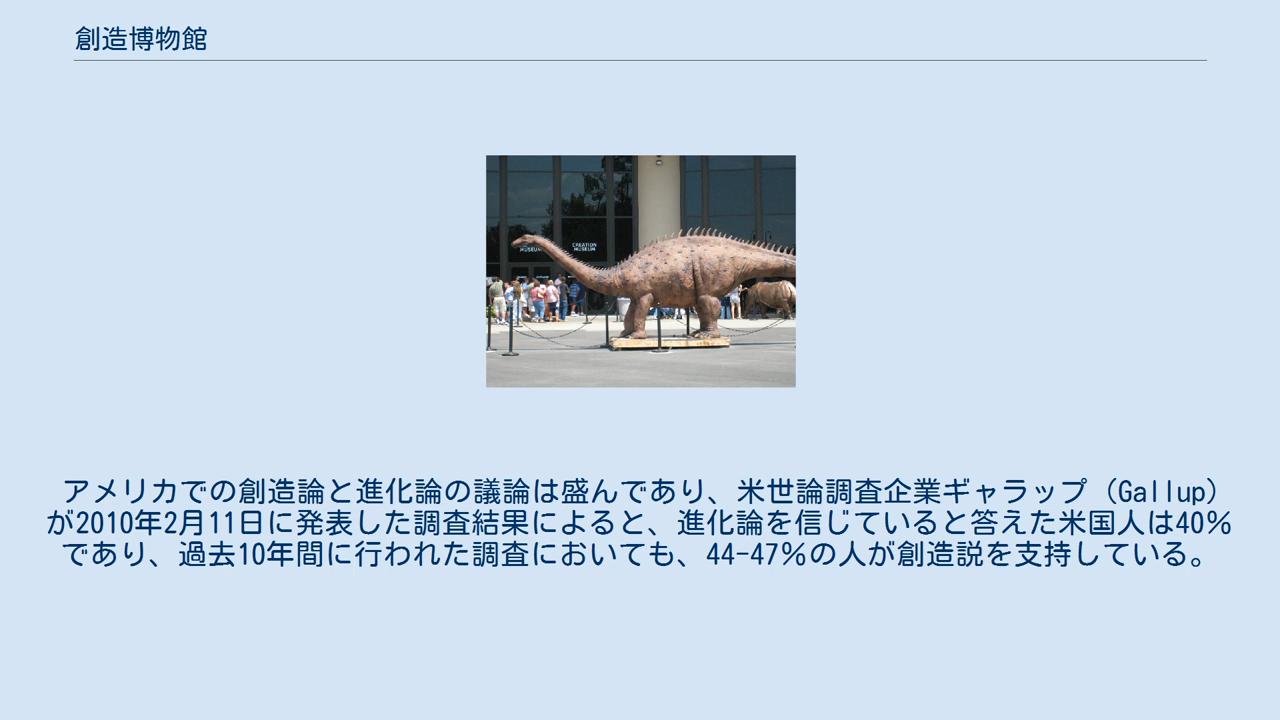 創造博物館
MUSEUM
CREATION
MUSEUM
アメリカでの創造論と進化論の議論は盛んであり、米世論調査企業ギャラップ（Gallup）
が2010年2月11日に発表した調査結果によると、進化論を信じていると答えた米国人は40％
であり、過去10年間に行われた調査においても、44-47％の人が創造説を支持している。